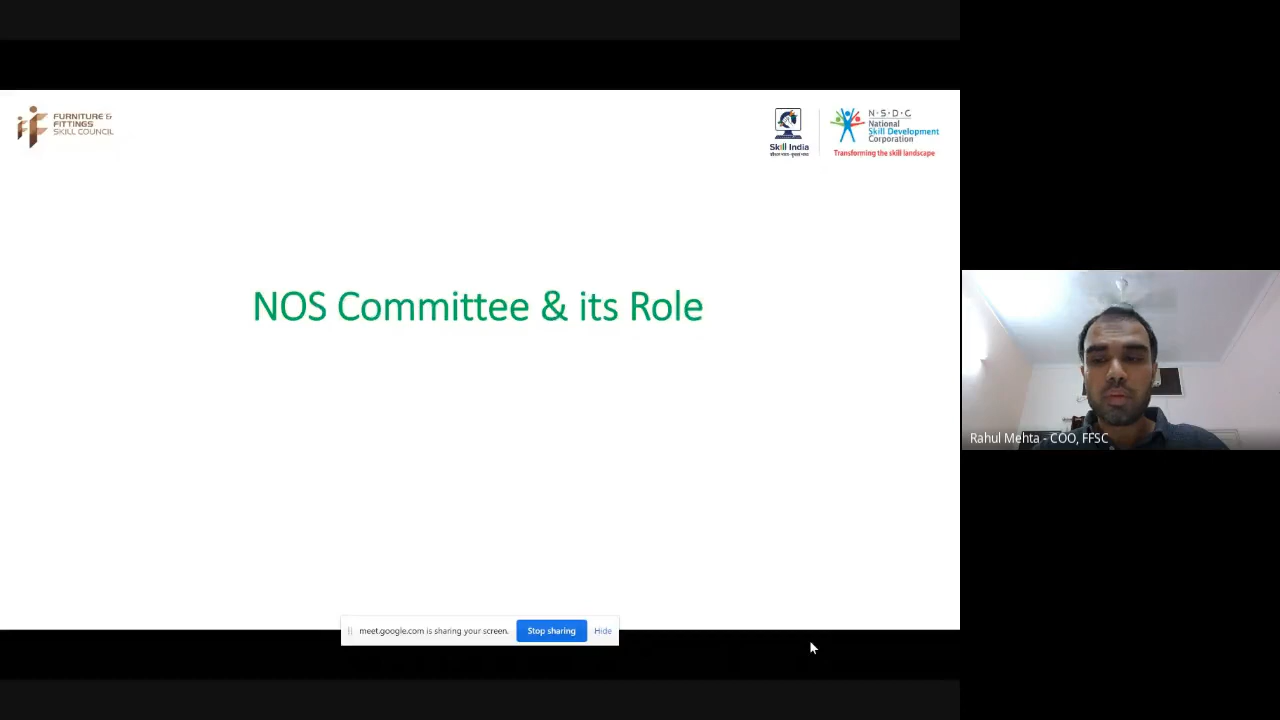 FURNITURE &
FITTINGS
SKILL COUNCIL
Skill India
N·S·D·C
National
Skill Development
Corporation
Transforming the skill landscape
NOS Committee & its Role
Rahul Mehta - COO, FFSC
meet.google.com is sharing your screen.
Stop sharing
Hide